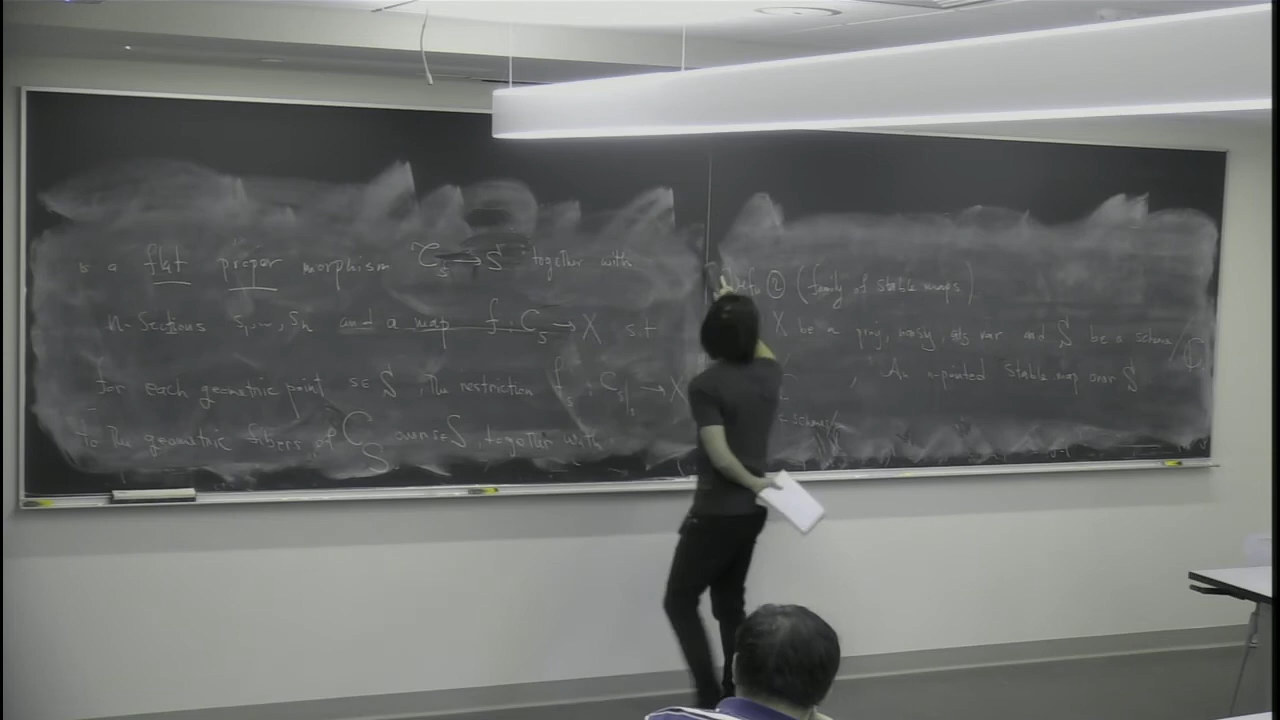 is a flat proper morphism C_S → S together with
n-Sections s_1, ..., s_n and a map f : C_S → X s.t
for each geometric point s ∈ S, the restriction f_s : C_S|_s → X
to the geometric fibers of C_S over s∈S, together with
Defn ② (family of stable maps)
X be a proj, alg var and S be a scheme/ℂ
, An n-pointed Stable map over S